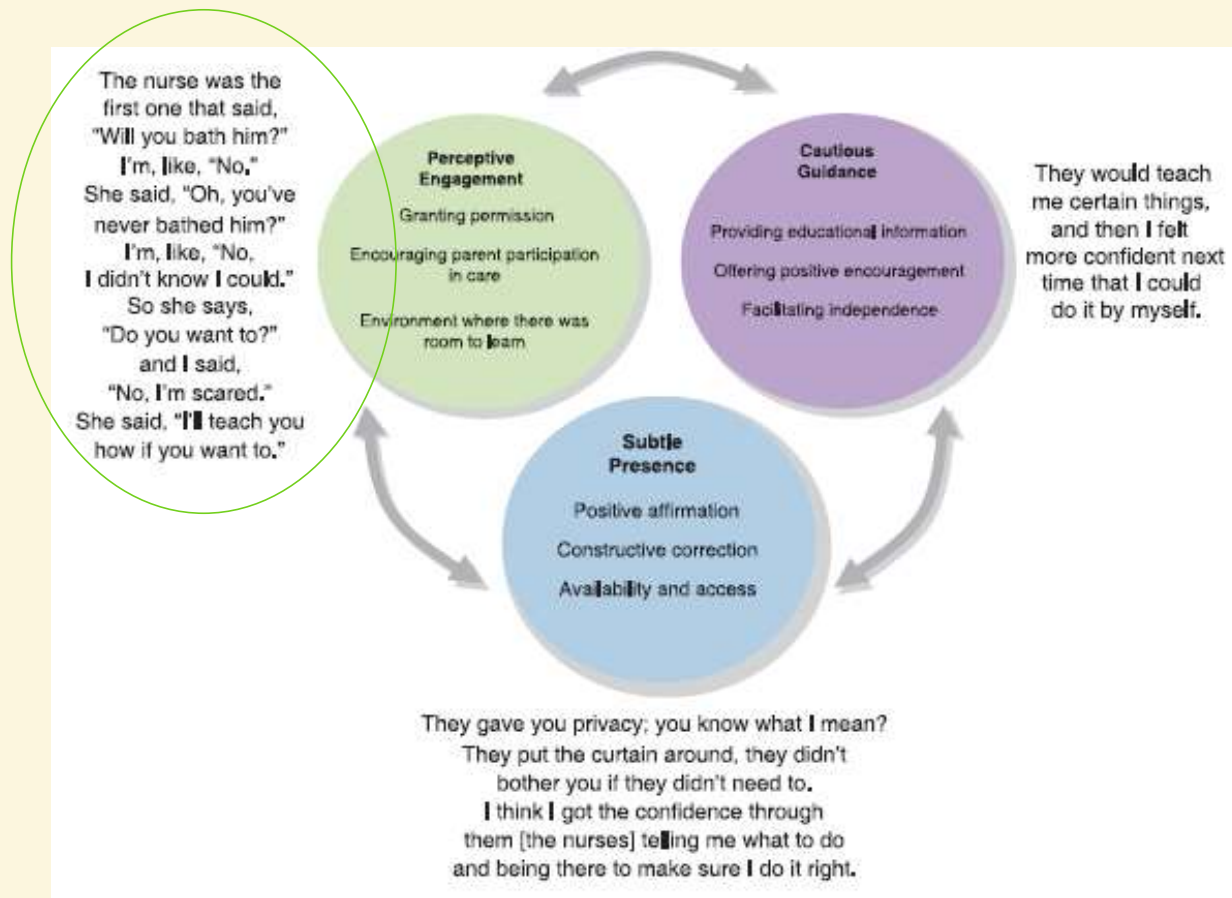 The nurse was the
first one that said,
“Will you bath him?”
I’m, like, “No.”
She said, “Oh, you’ve
never bathed him?”
I’m, like, “No,
I didn’t know I could.”
So she says,
“Do you want to?”
and I said,
“No, I’m scared.”
She said, “I’ll teach you
how if you want to.”
Perceptive
Engagement
Granting permission
Encouraging parent participation
in care
Environment where there was
room to learn
Cautious
Guidance
Providing educational information
Offering positive encouragement
Facilitating independence
They would teach
me certain things,
and then I felt
more confident next
time that I could
do it by myself.
Subtle
Presence
Positive affirmation
Constructive correction
Availability and access
They gave you privacy; you know what I mean?
They put the curtain around, they didn’t
bother you if they didn’t need to.
I think I got the confidence through
them [the nurses] telling me what to do
and being there to make sure I do it right.